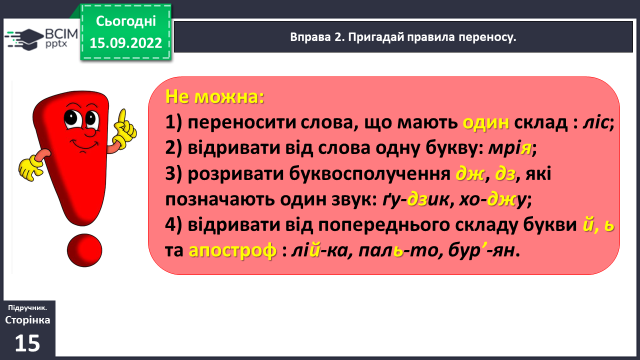 ВСІМ
pptx
Сьогодні
15.09.2022
Вправа 2. Пригадай правила переносу.
Не можна:
1) переносити слова, що мають один склад : ліс;
2) відривати від слова одну букву: мрія;
3) розривати буквосполучення дж, дз, які
позначають один звук: ґу-дзик, хо-джу;
4) відривати від попереднього складу букви й, ь
та апостроф : лій-ка, паль-то, бур’-ян.
Підручник.
Сторінка
15